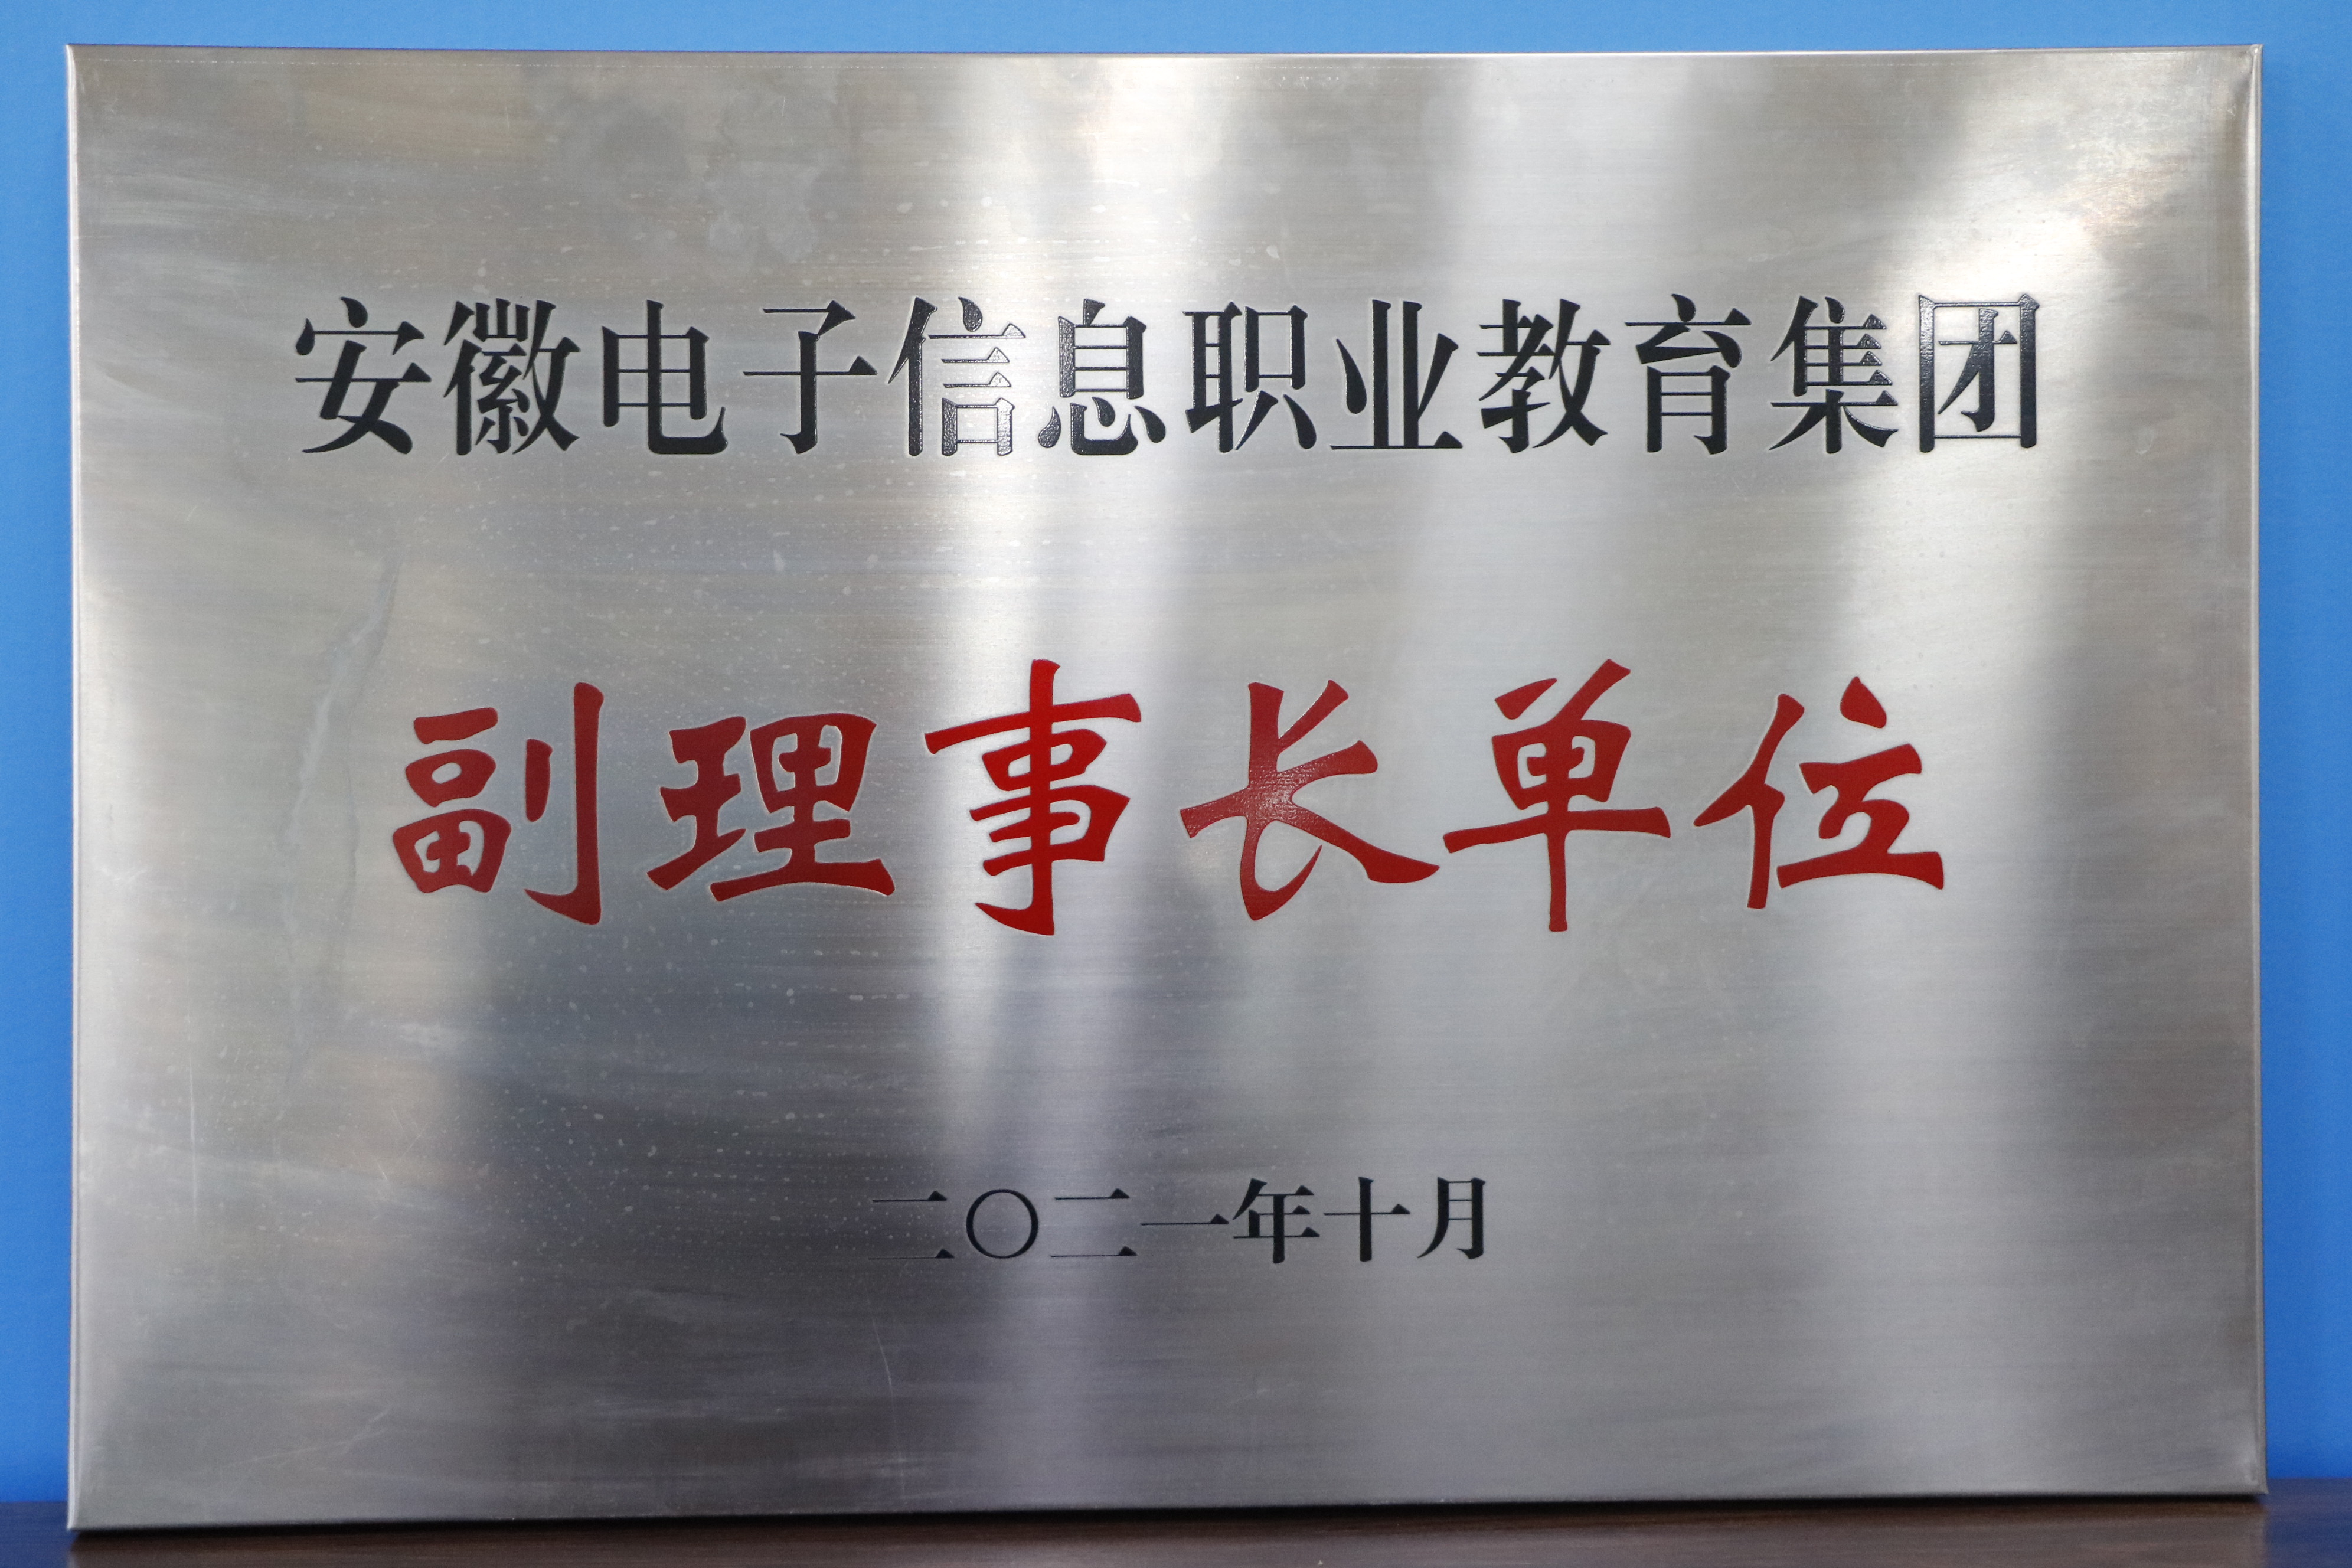 安徽电子信息职业教育集团
副理事长单位
二〇二一年十月